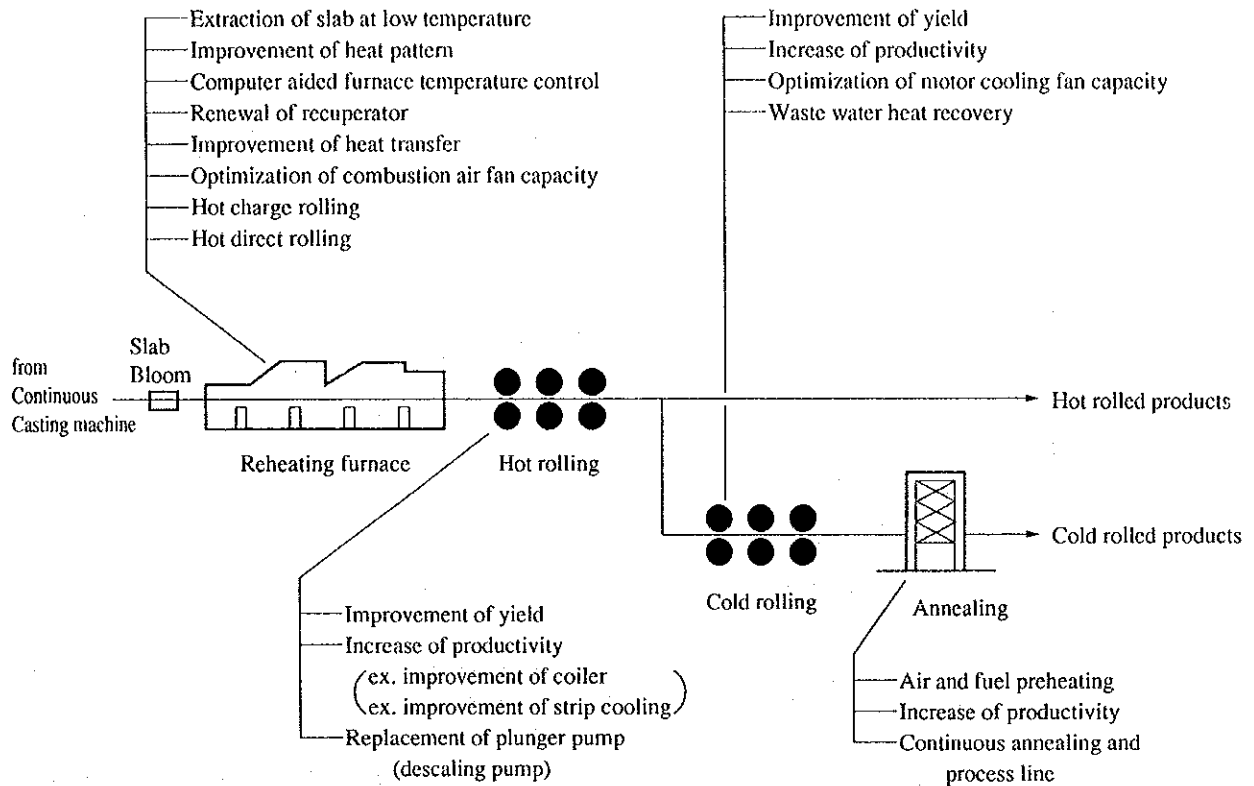 Extraction of slab at low temperature
Improvement of heat pattern
Computer aided furnace temperature control
Renewal of recuperator
Improvement of heat transfer
Optimization of combustion air fan capacity
Hot charge rolling
Hot direct rolling
Improvement of yield
Increase of productivity
Optimization of motor cooling fan capacity
Waste water heat recovery
from
Continuous
Casting machine
Slab
Bloom
Reheating furnace
Hot rolling
Hot rolled products
Cold rolling
Annealing
Cold rolled products
Improvement of yield
Increase of productivity
(ex. improvement of coiler
ex. improvement of strip cooling)
Replacement of plunger pump
(descaling pump)
Air and fuel preheating
Increase of productivity
Continuous annealing and
process line